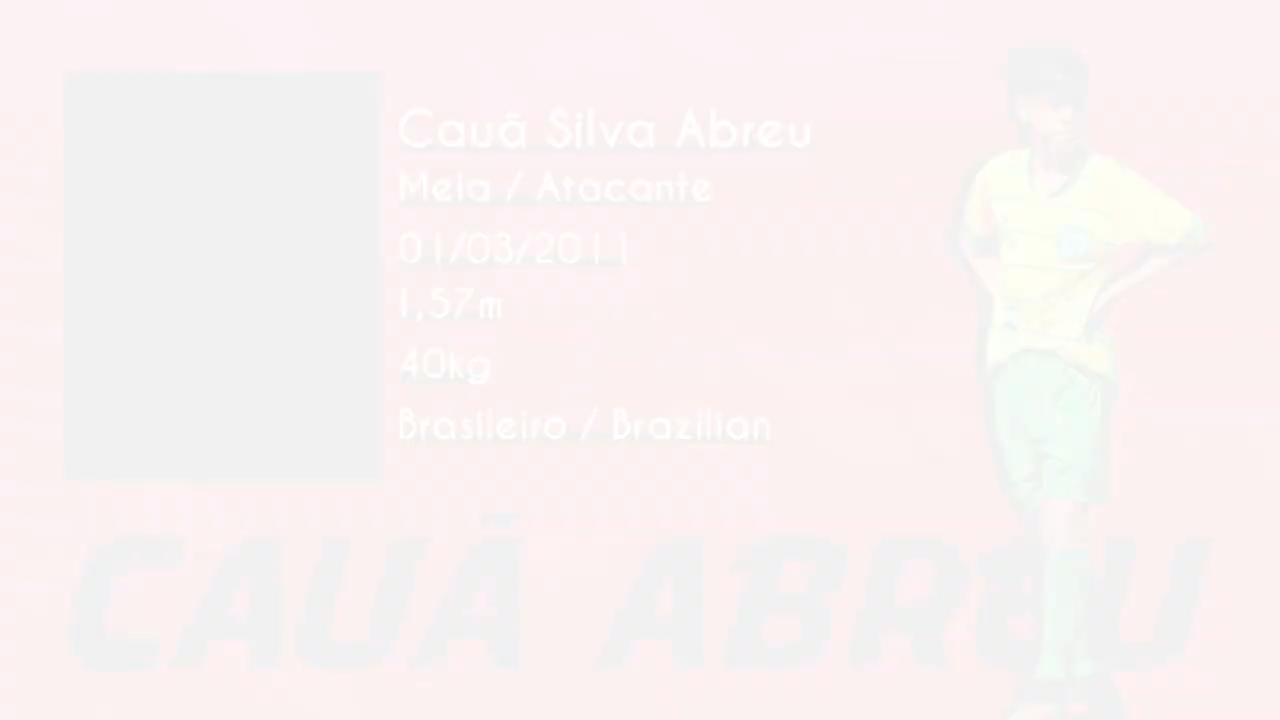 Cauã Silva Abreu
Meia / Atacante
01/03/2011
1,57m
40kg
Brasileiro / Brazilian
CAUÃ ABREU